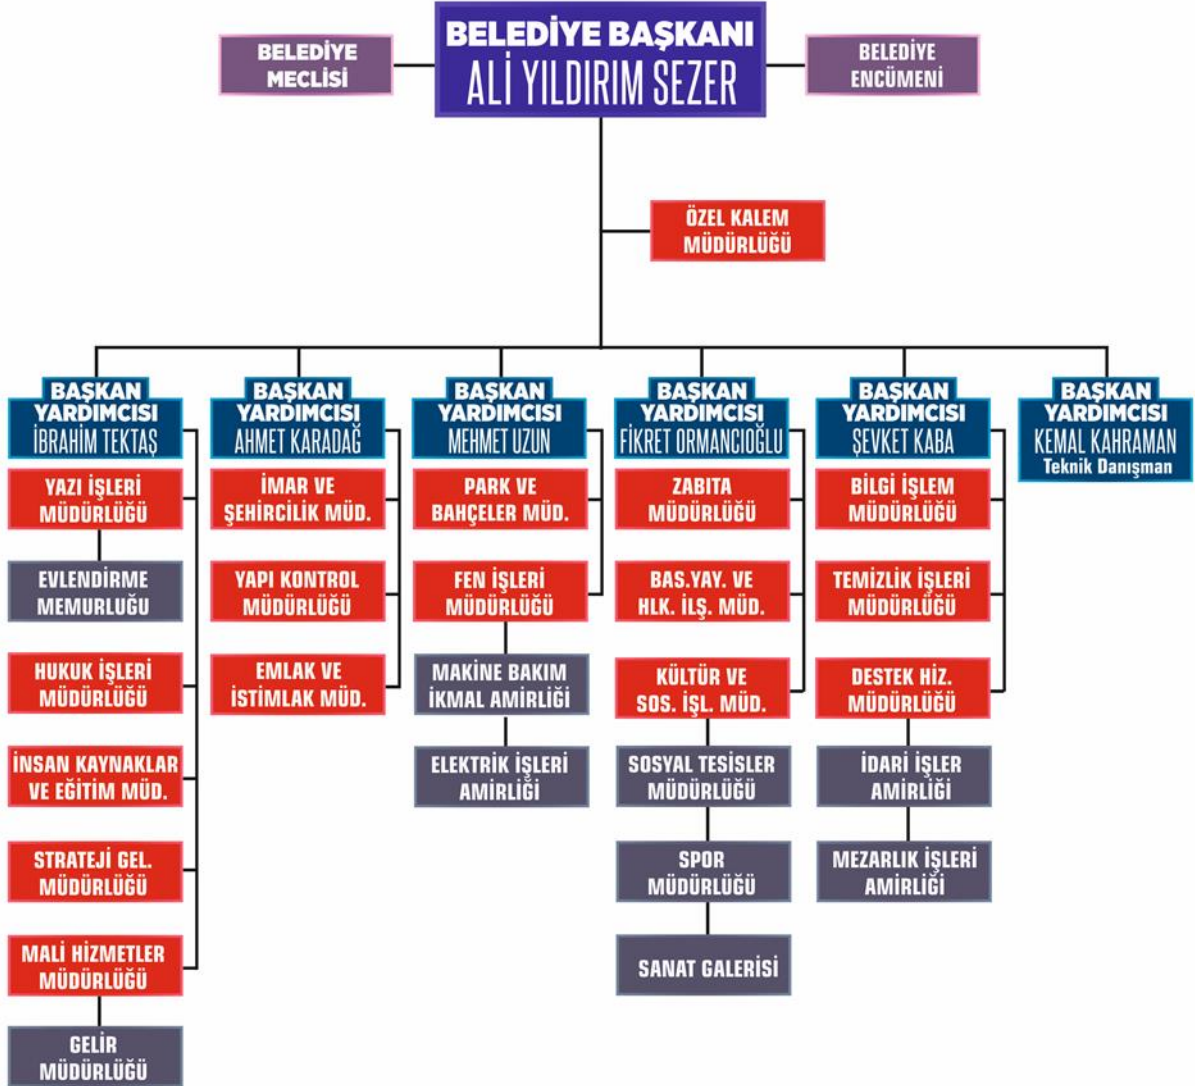 BELEDİYE
MECLİSİ
BELEDİYE BAŞKANI
ALİ YILDIRIM SEZER
BELEDİYE
ENCÜMENİ
ÖZEL KALEM
MÜDÜRLÜĞÜ
BAŞKAN
YARDIMCISI
İBRAHİM TEKTAŞ
YAZI İŞLERİ
MÜDÜRLÜĞÜ
EVLENDİRME
MEMURLUĞU
HUKUK İŞLERİ
MÜDÜRLÜĞÜ
İNSAN KAYNAKLAR
VE EĞİTİM MÜD.
STRATEJİ GEL.
MÜDÜRLÜĞÜ
MALİ HİZMETLER
MÜDÜRLÜĞÜ
GELİR
MÜDÜRLÜĞÜ
BAŞKAN
YARDIMCISI
AHMET KARADAĞ
İMAR VE
ŞEHİRCİLİK MÜD.
YAPI KONTROL
MÜDÜRLÜĞÜ
EMLAK VE
İSTİMLAK MÜD.
BAŞKAN
YARDIMCISI
MEHMET UZUN
PARK VE
BAHÇELER MÜD.
FEN İŞLERİ
MÜDÜRLÜĞÜ
MAKİNE BAKIM
İKMAL AMİRLİĞİ
ELEKTRİK İŞLERİ
AMİRLİĞİ
BAŞKAN
YARDIMCISI
FİKRET ORMANCIOĞLU
ZABITA
MÜDÜRLÜĞÜ
BAS.YAY. VE
HLK. İLŞ. MÜD.
KÜLTÜR VE
SOS. İŞL. MÜD.
SOSYAL TESİSLER
MÜDÜRLÜĞÜ
SPOR
MÜDÜRLÜĞÜ
SANAT GALERİSİ
BAŞKAN
YARDIMCISI
ŞEVKET KABA
BİLGİ İŞLEM
MÜDÜRLÜĞÜ
TEMİZLİK İŞLERİ
MÜDÜRLÜĞÜ
DESTEK HİZ.
MÜDÜRLÜĞÜ
İDARİ İŞLER
AMİRLİĞİ
MEZARLIK İŞLERİ
AMİRLİĞİ
BAŞKAN
YARDIMCISI
KEMAL KAHRAMAN
Teknik Danışman